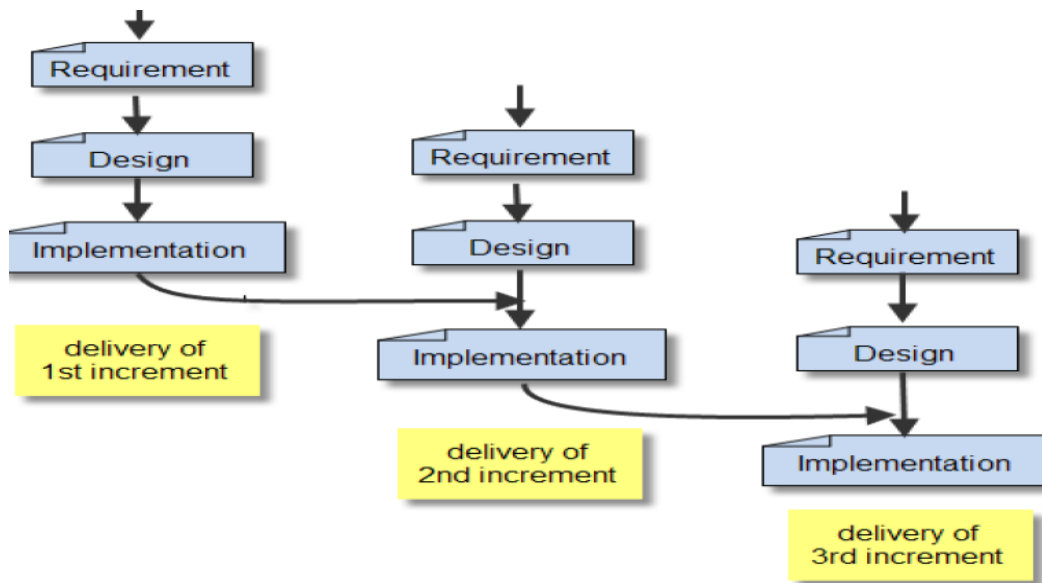 Requirement
Design
Implementation
delivery of
1st increment
Requirement
Design
Implementation
delivery of
2nd increment
Requirement
Design
Implementation
delivery of
3rd increment